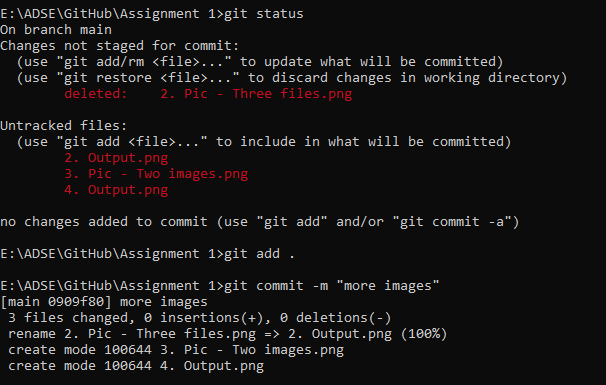 E:\ADSE\GitHub\Assignment 1>git status
On branch main
Changes not staged for commit:
  (use "git add/rm <file>..." to update what will be committed)
  (use "git restore <file>..." to discard changes in working directory)
        deleted:    2. Pic - Three files.png

Untracked files:
  (use "git add <file>..." to include in what will be committed)
        2. Output.png
        3. Pic - Two images.png
        4. Output.png

no changes added to commit (use "git add" and/or "git commit -a")

E:\ADSE\GitHub\Assignment 1>git add .

E:\ADSE\GitHub\Assignment 1>git commit -m "more images"
[main 0909f80] more images
 3 files changed, 0 insertions(+), 0 deletions(-)
 rename 2. Pic - Three files.png => 2. Output.png (100%)
 create mode 100644 3. Pic - Two images.png
 create mode 100644 4. Output.png